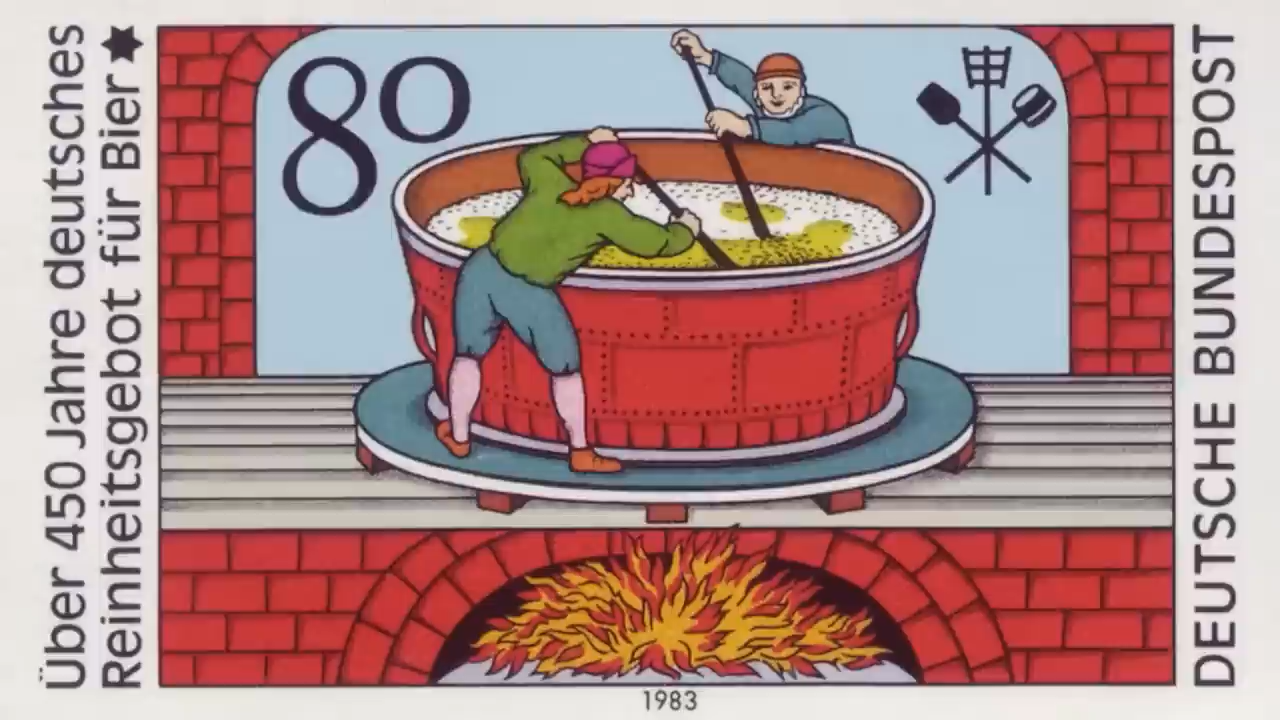 Über 450 Jahre deutsches
Reinheitsgebot für Bier
80
DEUTSCHE BUNDESPOST
1983